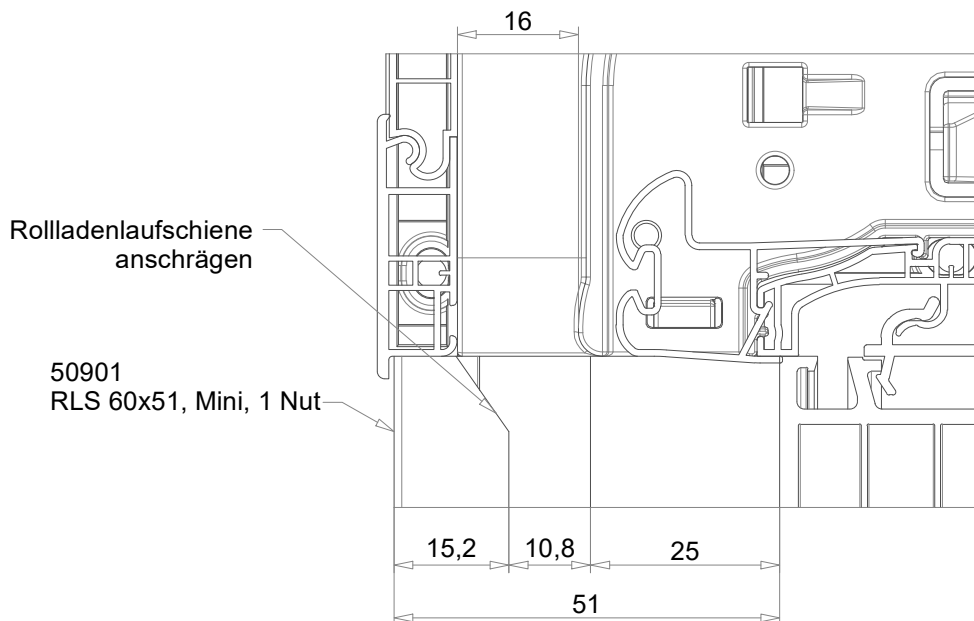 16
Rollladenlaufschiene
anschrägen
50901
RLS 60x51, Mini, 1 Nut
15,2
10,8
25
51